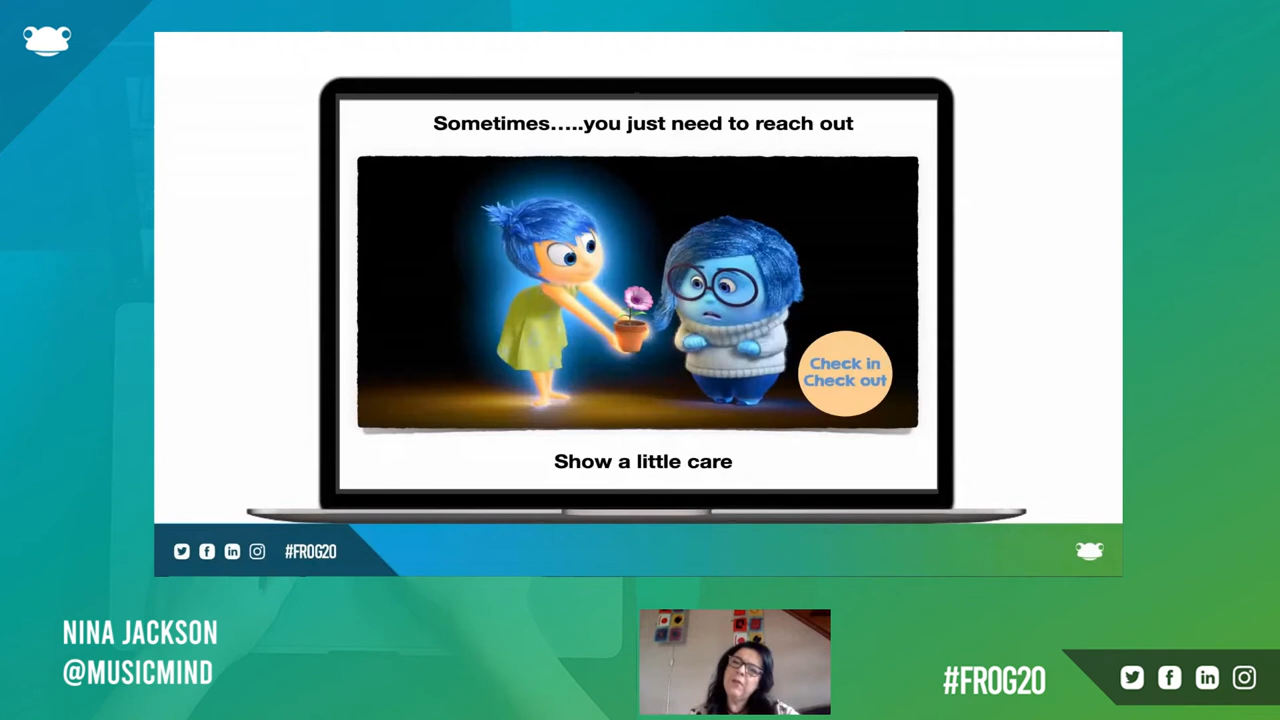 Sometimes.....you just need to reach out
Check in
Check out
Show a little care
#FROG20
NINA JACKSON
@MUSICMIND
#FROG20